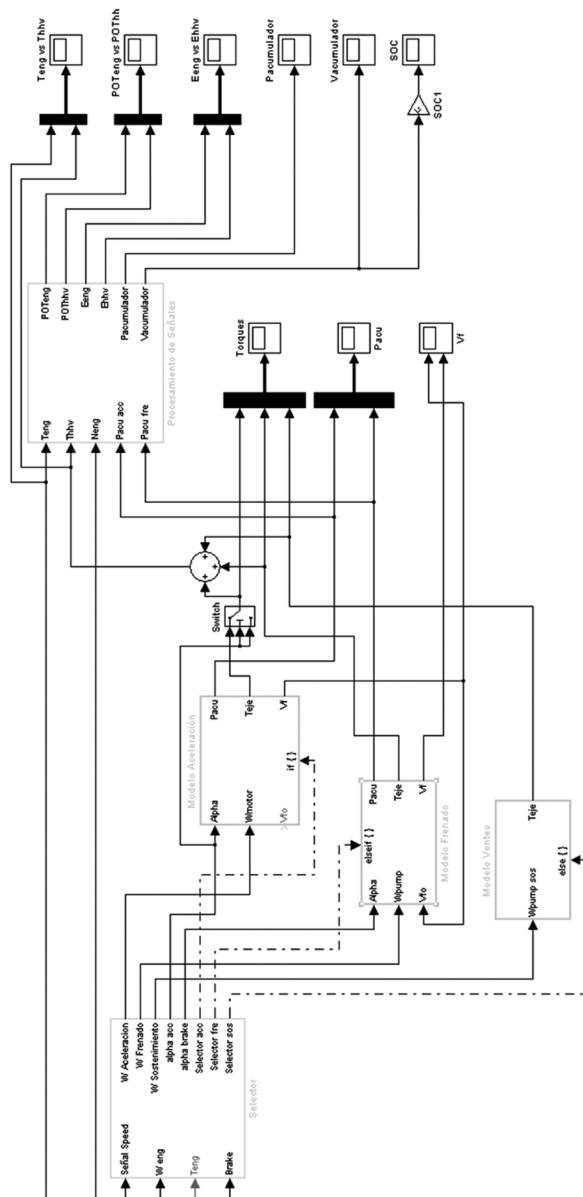 Señal Speed
W eng
Teng
Brake
W Aceleracion
W Frenado
W Sostenimiento
alpha acc
alpha brake
Selector acc
Selector fre
Selector sos
Selector
Modelo Aceleración
Alpha
Wmotor
Vfo
if { }
Pacu
Teje
Vf
elseif { }
Alpha
Wpump
Vfo
Pacu
Teje
Vf
Modelo Frenado
Modelo Venteo
Wpump sos
else { }
Teje
Switch
Teng
Thhv
Neng
Pacu acc
Pacu fre
POTeng
POThhv
Eeng
Ehhv
Pacumulador
Vacumulador
Procesamiento de Señales
Torques
Pacu
Vf
Teng vs Thhv
POTeng vs POThh
Eeng vs Ehhv
Pacumulador
Vacumulador
SOC
SOC1